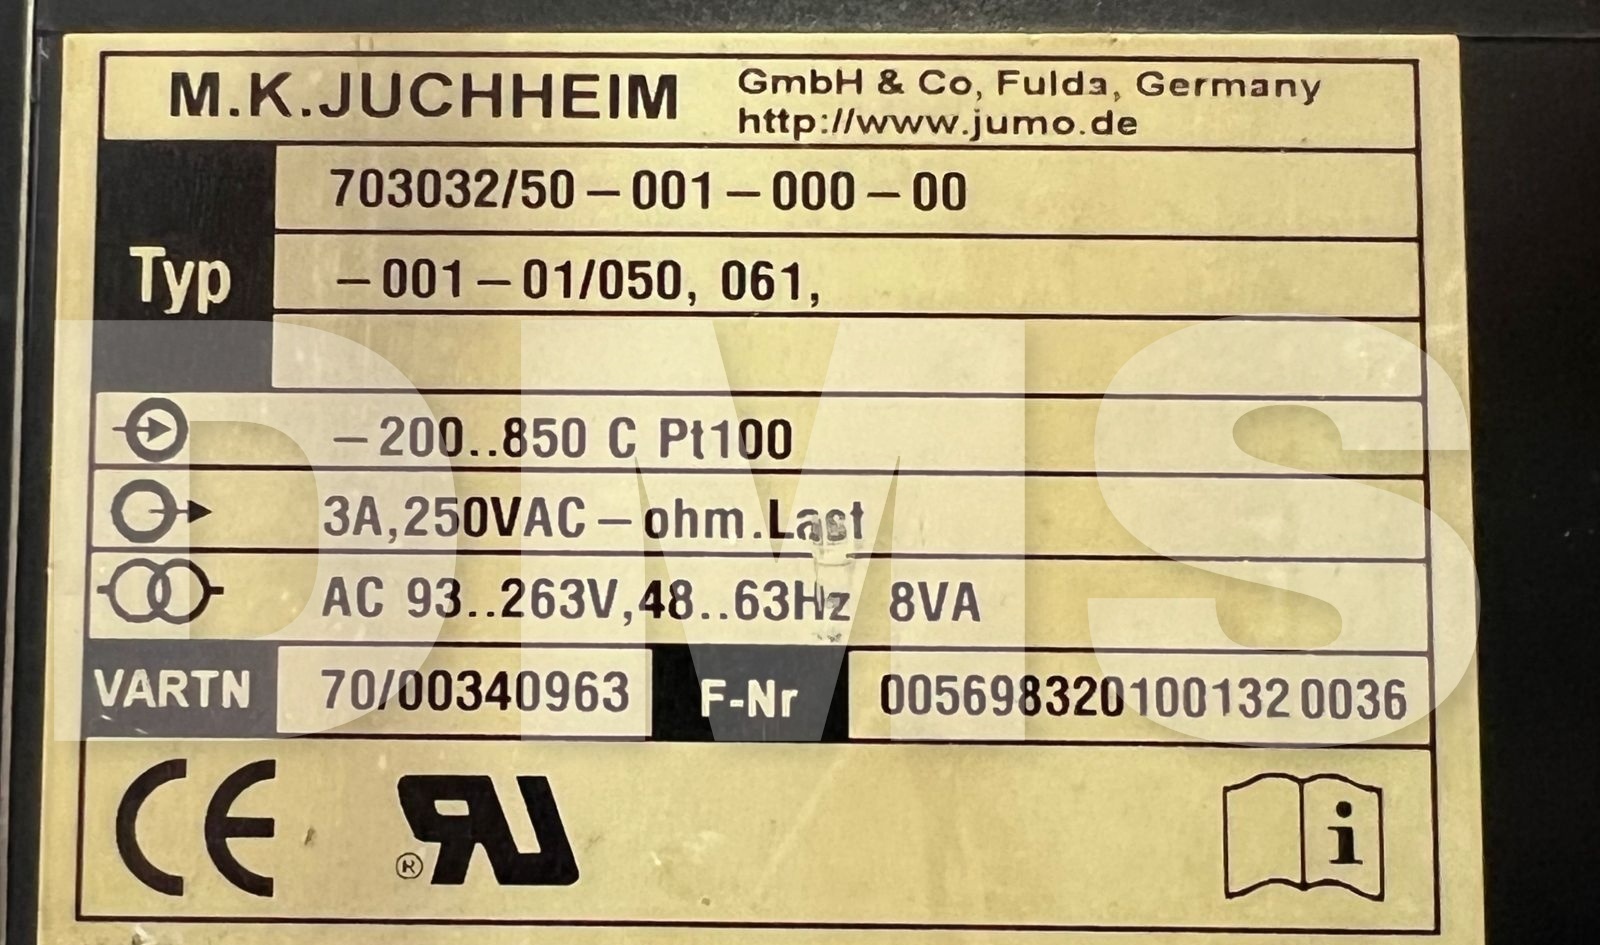 M.K.JUCHHEIM GmbH & Co, Fulda, Germany
http://www.jumo.de
703032/50-001-000-00
Typ -001-01/050, 061,
-200..850 C Pt100
3A,250VAC-ohm.Last
AC 93..263V,48..63Hz 8VA
VARTN 70/00340963 F-Nr 0056983201001320036
CE RU ®
i
DMS